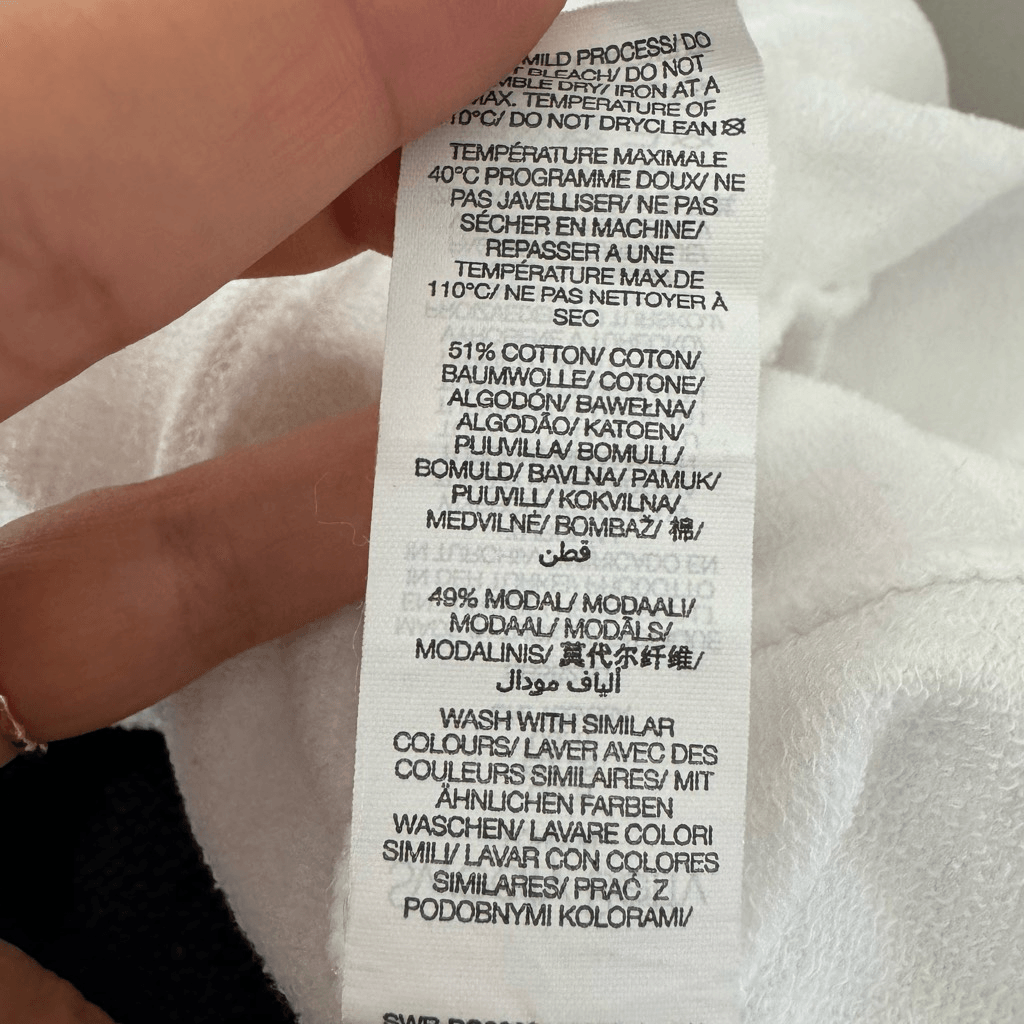 MILD PROCESS/ DO
BLEACH/ DO NOT
DRY/ IRON AT A
MAX. TEMPERATURE OF
DO NOT DRYCLEAN
TEMPÉRATURE MAXIMALE
40°C PROGRAMME DOUX/ NE
PAS JAVELLISER/ NE PAS
SÉCHER EN MACHINE/
REPASSER A UNE
TEMPÉRATURE MAX.DE
110°C/ NE PAS NETTOYER À
SEC
51% COTTON/ COTON/
BAUMWOLLE/ COTONE/
ALGODÓN/ BAWEŁNA/
ALGODÃO/ KATOEN/
PUUVILLA/ BOMULL/
BOMULD/ BAVLNA/ PAMUK/
PUUVILL/ KOKVILNA/
MEDVILNĖ/ BOMBAŽ/ 棉/
قطن
49% MODAL/ MODAALI/
MODAAL/ MODĀLS/
MODALINIS/ 莫代尔纤维/
ألياف مودال
WASH WITH SIMILAR
COLOURS/ LAVER AVEC DES
COULEURS SIMILAIRES/ MIT
ÄHNLICHEN FARBEN
WASCHEN/ LAVARE COLORI
SIMILI/ LAVAR CON COLORES
SIMILARES/ PRAĆ Z
PODOBNYMI KOLORAMI/